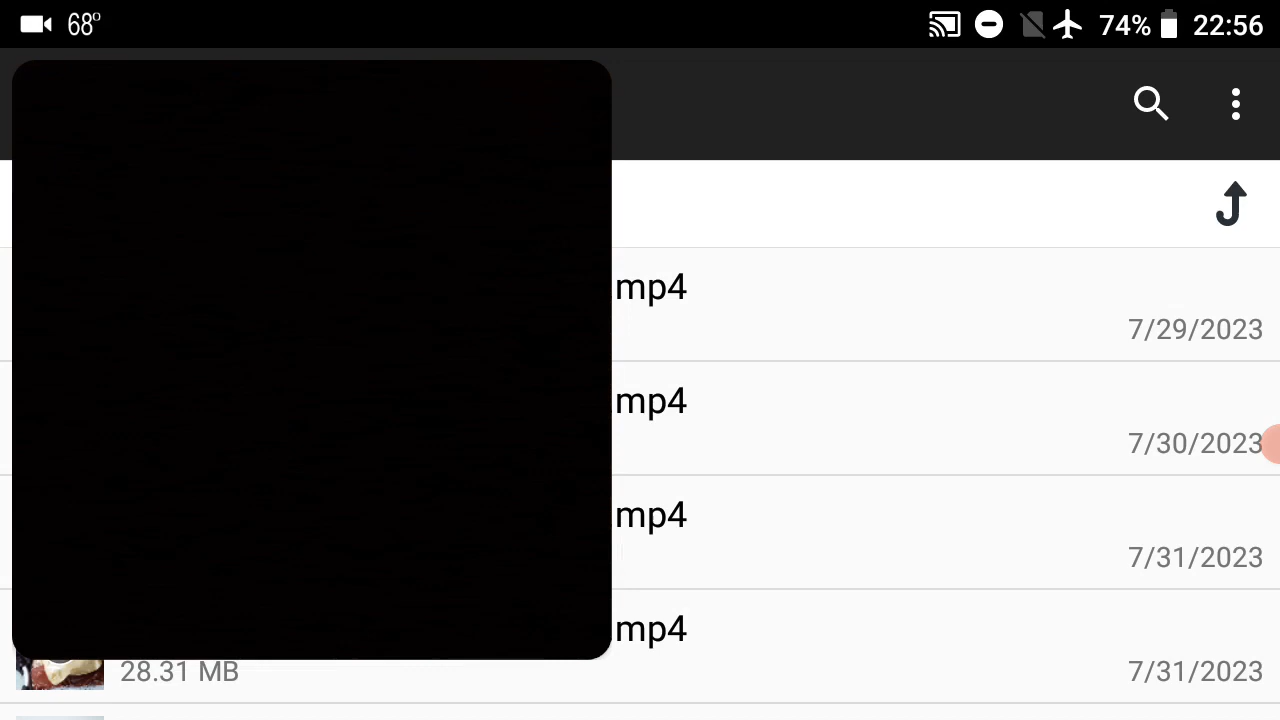 68° 74% 22:56
.mp4
7/29/2023
.mp4
7/30/2023
.mp4
7/31/2023
.mp4
28.31 MB 7/31/2023